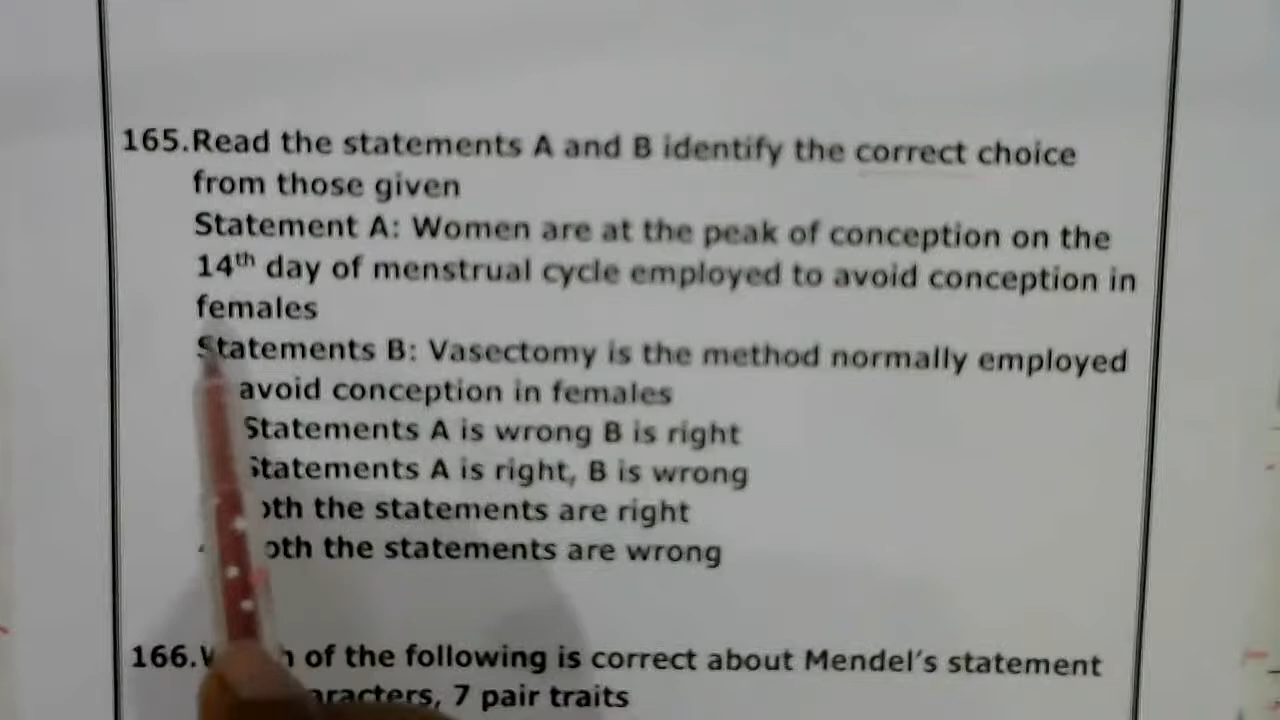 165.Read the statements A and B identify the correct choice
from those given
Statement A: Women are at the peak of conception on the
14th day of menstrual cycle employed to avoid conception in
females
Statements B: Vasectomy is the method normally employed
avoid conception in females
Statements A is wrong B is right
Statements A is right, B is wrong
oth the statements are right
oth the statements are wrong
166. of the following is correct about Mendel's statement
7 pair traits